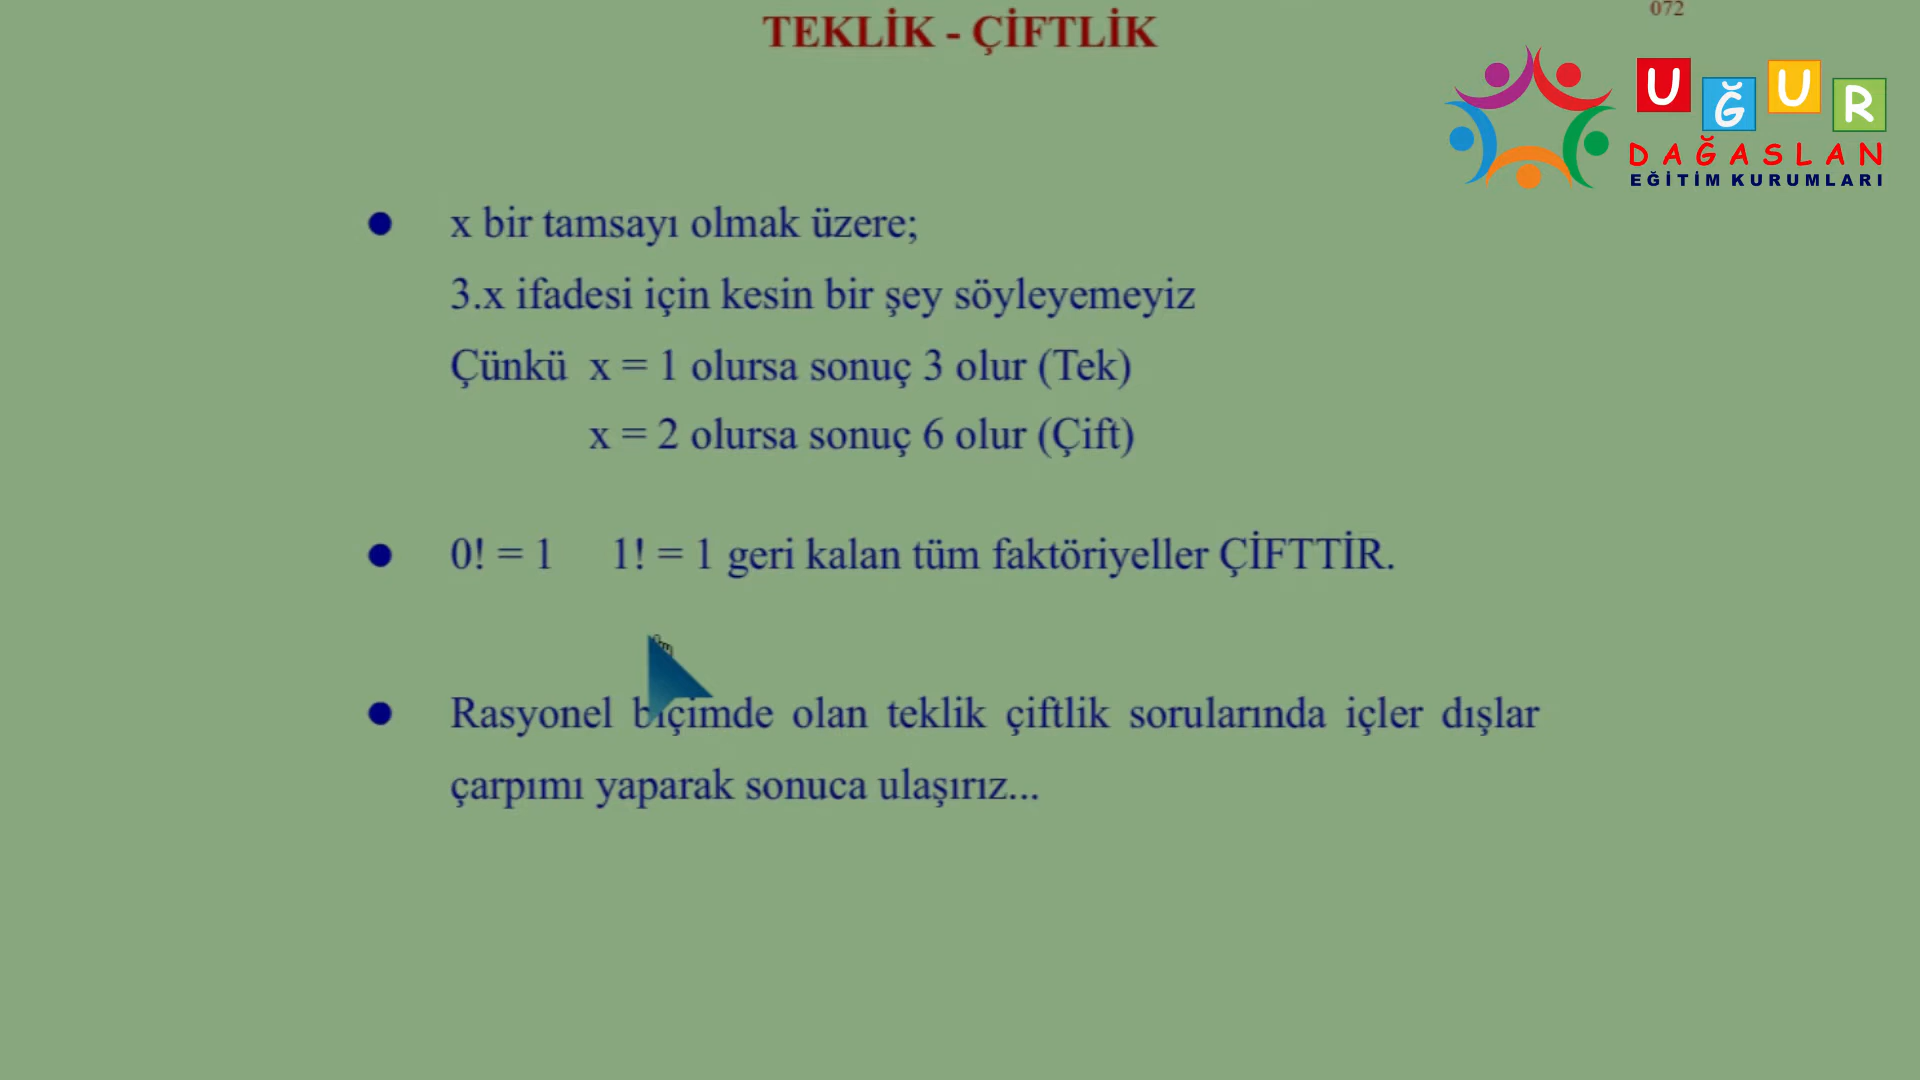 TEKLİK - ÇİFTLİK
072
UĞUR
DAĞASLAN
EĞİTİM KURUMLARI
x bir tamsayı olmak üzere;
3.x ifadesi için kesin bir şey söyleyemeyiz
Çünkü x = 1 olursa sonuç 3 olur (Tek)
x = 2 olursa sonuç 6 olur (Çift)
0! = 1 1! = 1 geri kalan tüm faktöriyeller ÇİFTTİR.
Rasyonel biçimde olan teklik çiftlik sorularında içler dışlar
çarpımı yaparak sonuca ulaşırız...